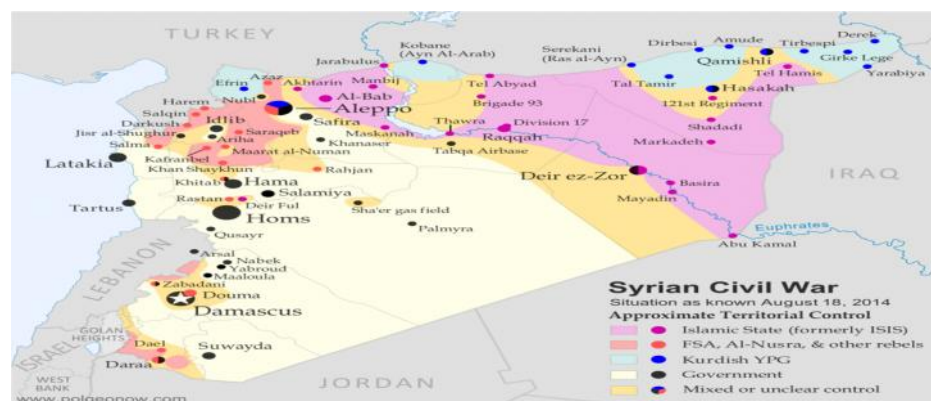 TURKEY
Kobane
(Ayn Al-Arab)
Jarabulus
Serekani
(Ras al-Ayn)
Dirbesi
Amude
Tirbespi
Derek
Qamishli
Girke Lege
Yarabiya
Tel Hamis
Tal Tamir
Hasakah
121st Regiment
Azaz
Akhtarin
Efrin
Nubl
Manbij
Al-Bab
Aleppo
Tel Abyad
Brigade 93
Harem
Salqin
Darkush
Idlib
Safira
Jisr al-Shughur
Saraqeb
Ariha
Khanaser
Maskanah
Thawra
Division 17
Raqqah
Tabqa Airbase
Shadadi
Markadeh
Salma
Latakia
Kafranbel
Maarat al-Numan
Khan Shaykhun
Rahjan
Khitab
Hama
Salamiya
Deir ez-Zor
Basira
Mayadin
IRAQ
Tartus
Rastan
Deir Ful
Homs
Sha'er gas field
Palmyra
Qusayr
Euphrates
Abu Kamal
LEBANON
Arsal
Nabek
Yabroud
Maaloula
Zabadani
Douma
Damascus
GOLAN
HEIGHTS
ISRAEL
Dael
Daraa
Suwayda
WEST
BANK
JORDAN
www.polgeonow.com
Syrian Civil War
Situation as known August 18, 2014
Approximate Territorial Control
Islamic State (formerly ISIS)
FSA, Al-Nusra, & other rebels
Kurdish YPG
Government
Mixed or unclear control